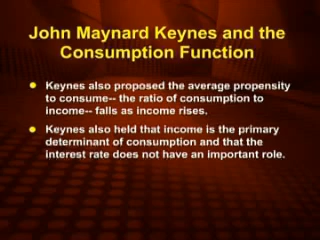 John Maynard Keynes and the
Consumption Function
Keynes also proposed the average propensity
to consume-- the ratio of consumption to
income-- falls as income rises.
Keynes also held that income is the primary
determinant of consumption and that the
interest rate does not have an important role.